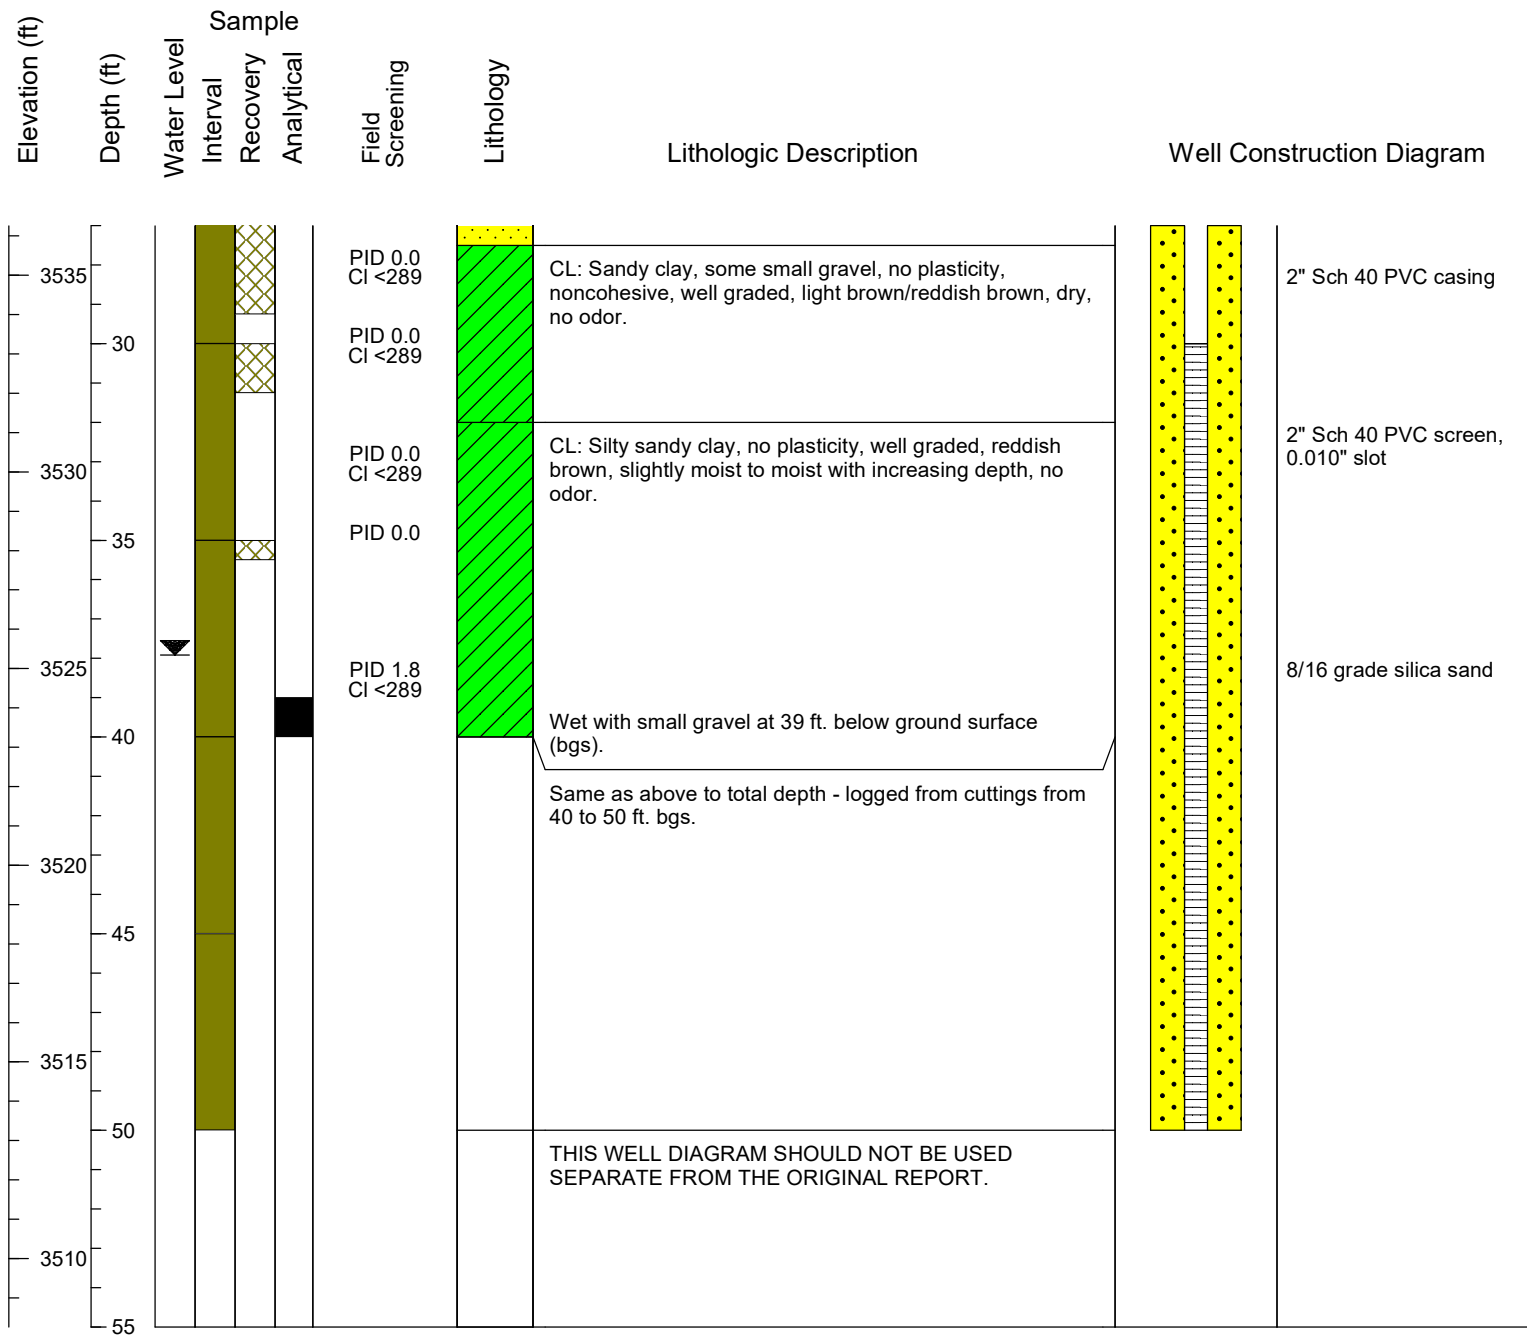 Sample
Elevation (ft)
Depth (ft)
Water Level
Interval
Recovery
Analytical
Field
Screening
Lithology
Lithologic Description
Well Construction Diagram
PID 0.0
Cl <289
3535
CL: Sandy clay, some small gravel, no plasticity,
noncohesive, well graded, light brown/reddish brown, dry,
no odor.
2" Sch 40 PVC casing
30
PID 0.0
Cl <289
CL: Silty sandy clay, no plasticity, well graded, reddish
brown, slightly moist to moist with increasing depth, no
odor.
2" Sch 40 PVC screen,
0.010" slot
3530
PID 0.0
Cl <289
35
PID 0.0
3525
PID 1.8
Cl <289
8/16 grade silica sand
40
Wet with small gravel at 39 ft. below ground surface
(bgs).
Same as above to total depth - logged from cuttings from
40 to 50 ft. bgs.
3520
45
3515
50
THIS WELL DIAGRAM SHOULD NOT BE USED
SEPARATE FROM THE ORIGINAL REPORT.
3510
55